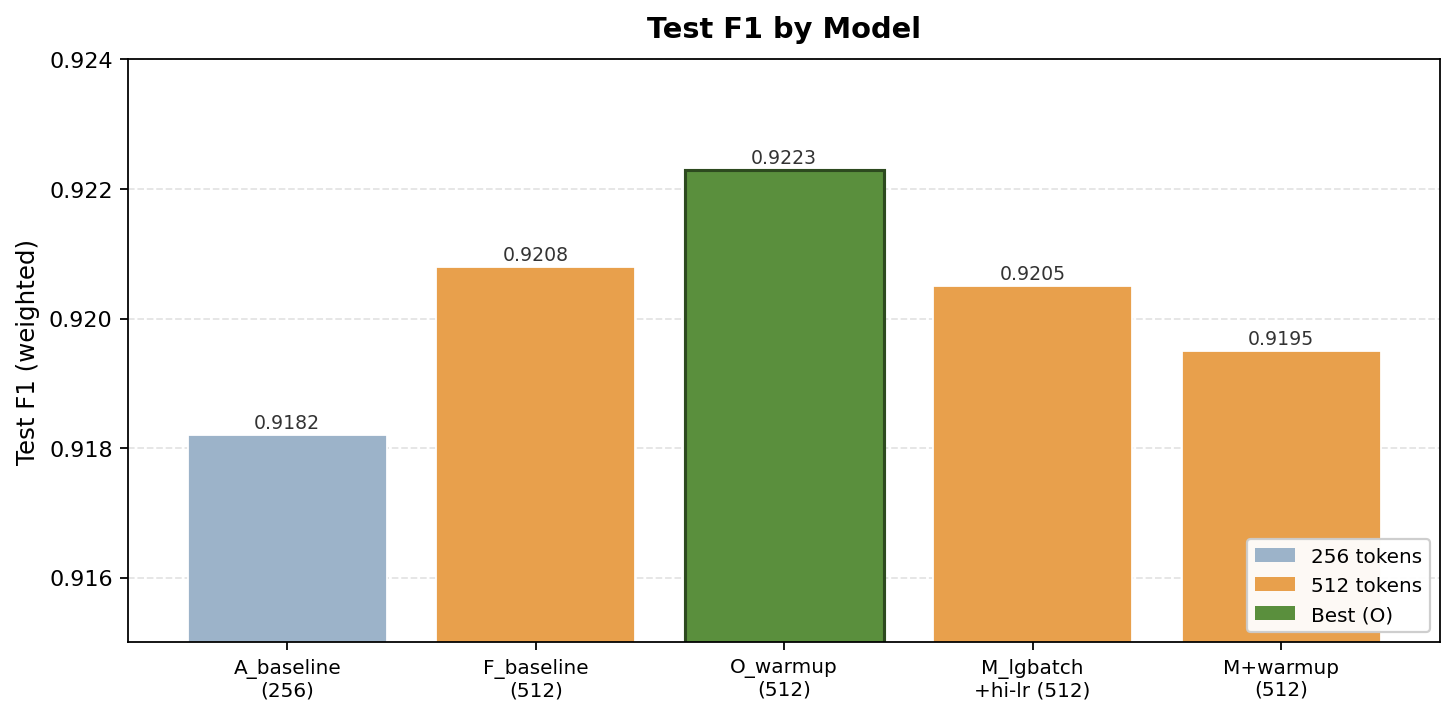 Test F1 by Model
Test F1 (weighted)
0.924
0.922
0.920
0.918
0.916
0.9182
0.9208
0.9223
0.9205
0.9195
A_baseline
(256)
F_baseline
(512)
O_warmup
(512)
M_lgbatch
+hi-lr (512)
M+warmup
(512)
256 tokens
512 tokens
Best (O)